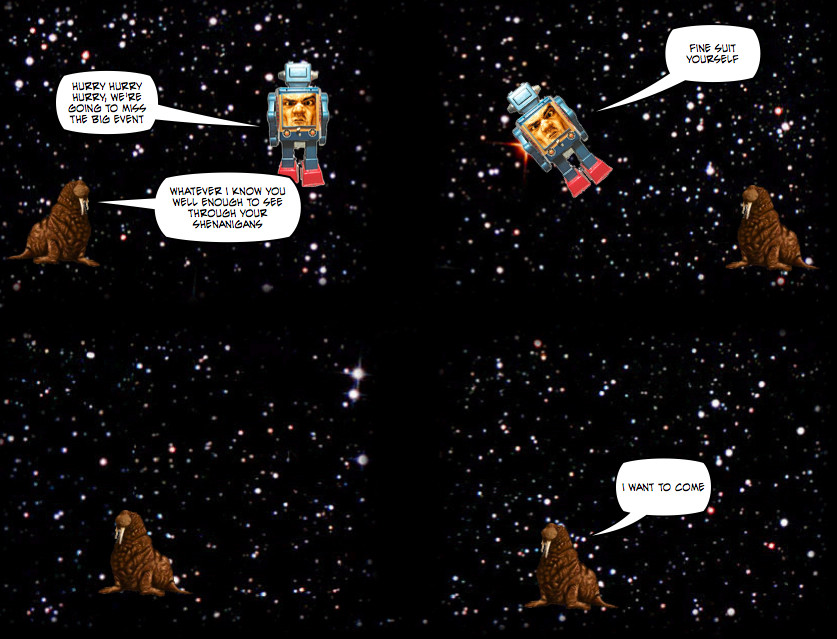 HURRY HURRY
HURRY, WE'RE
GOING TO MISS
THE BIG EVENT
WHATEVER I KNOW YOU
WELL ENOUGH TO SEE
THROUGH YOUR
SHENANIGANS
FINE SUIT
YOURSELF
I WANT TO COME